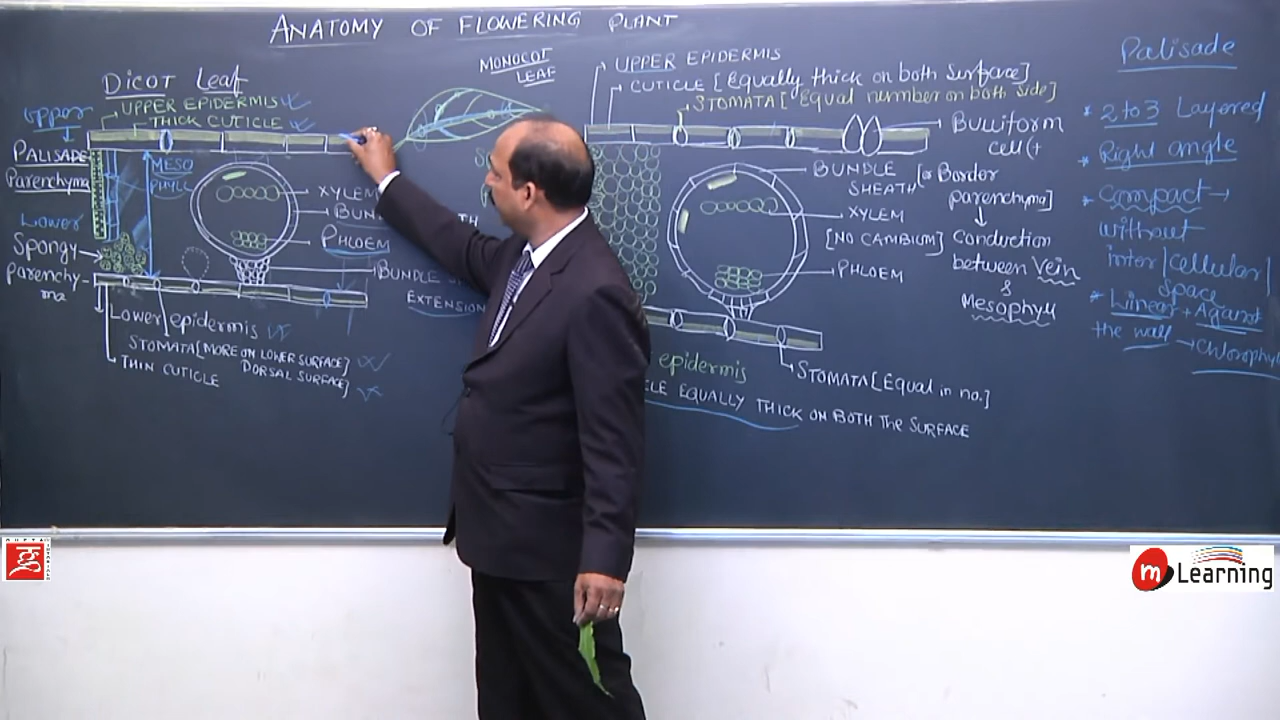 ANATOMY OF FLOWERING PLANT
DICOT Leaf
Upper
UPPER EPIDERMIS
THICK CUTICLE
PALISADE
Parenchyma
MESO
PHYLL
Lower
Spongy
Parenchy-
ma
XYLEM
PHLOEM
BUNDLE
EXTENSION
Lower epidermis
STOMATA [MORE ON LOWER SURFACE]
DORSAL SURFACE]
THIN CUTICLE
MONOCOT
LEAF
UPPER EPIDERMIS
CUTICLE [Equally thick on both Surface]
STOMATA [Equal number on both side]
Bulliform
cell (+
BUNDLE
SHEATH
[or Border
parenchyma]
XYLEM
[NO CAMBIUM]
PHLOEM
Conduction
between Vein
&
Mesophyll
epidermis
STOMATA [Equal in no.]
CLE EQUALLY THICK ON BOTH THE SURFACE
Palisade
* 2 to 3 Layered
* Right angle
* Compact →
without
inter/cellular
space
* Linear + Against
the wall → Chlorophyl
m Learning